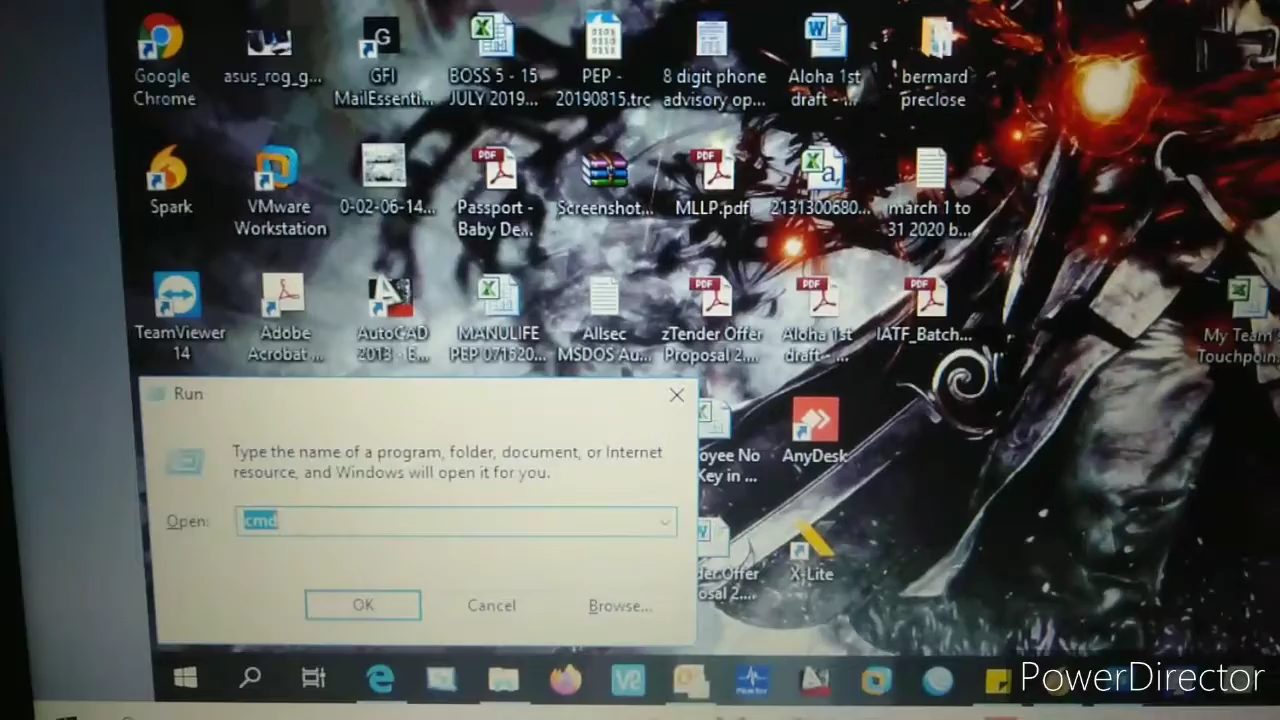 Google
Chrome
asus_rog_g...
GFI
MailEssenti...
BOSS 5 - 15
JULY 2019...
PEP -
20190815.trc
8 digit phone
advisory op...
Aloha 1st
draft - ...
bermard
preclose
Spark
VMware
Workstation
0-02-06-14...
Passport -
Baby De...
Screenshot...
MLLP.pdf
2131300680...
march 1 to
31 2020 b...
TeamViewer
14
Adobe
Acrobat ...
AutoCAD
2013 - E...
MANULIFE
PEP 071520...
Allsec
MSDOS Au...
zTender Offer
Proposal 2....
Aloha 1st
draft - ...
IATF_Batch...
My Team's
Touchpoin
Run
Type the name of a program, folder, document, or Internet
resource, and Windows will open it for you.
Open:
cmd
OK
Cancel
Browse...
oyee No
Key in ...
AnyDesk
der Offer
osal 2....
X-Lite
PowerDirector